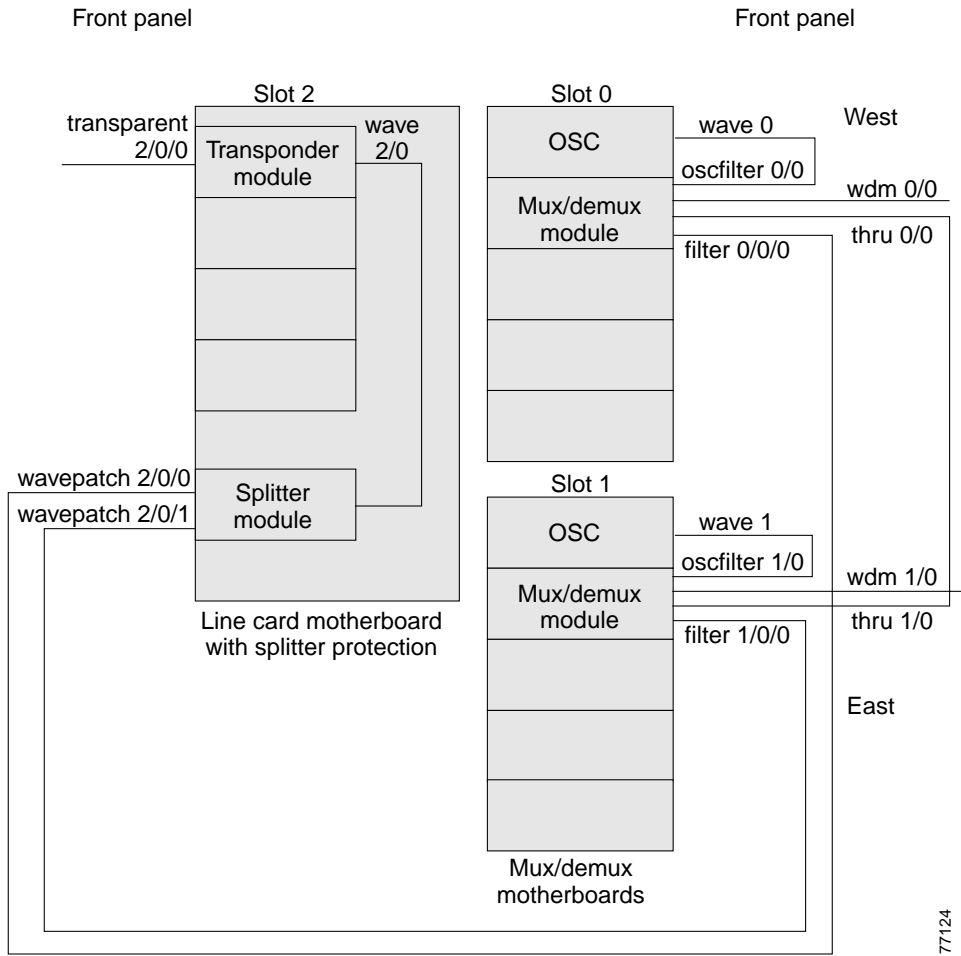 Front panel
Front panel
Slot 2
transparent
2/0/0
Transponder
module
wave
2/0
wavepatch 2/0/0
wavepatch 2/0/1
Splitter
module
Line card motherboard
with splitter protection
Slot 0
OSC
wave 0
West
oscfilter 0/0
Mux/demux
module
wdm 0/0
thru 0/0
filter 0/0/0
Slot 1
OSC
wave 1
oscfilter 1/0
Mux/demux
module
wdm 1/0
thru 1/0
filter 1/0/0
East
Mux/demux
motherboards
77124